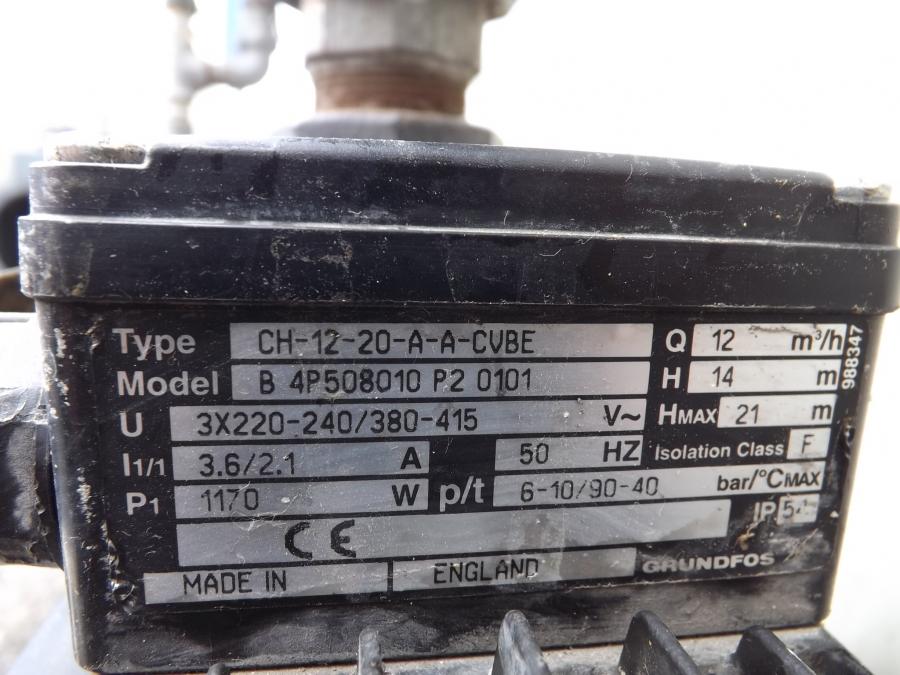 Type CH-12-20-A-A-CVBE Q 12 m³/h
Model B 4P508010 P2 0101 H 14 m
U 3X220-240/380-415 V~ HMAX 21 m
I1/1 3.6/2.1 A 50 HZ Isolation Class F
P1 1170 W p/t 6-10/90-40 bar/°CMAX
IP 54
CE
MADE IN ENGLAND GRUNDFOS
988347